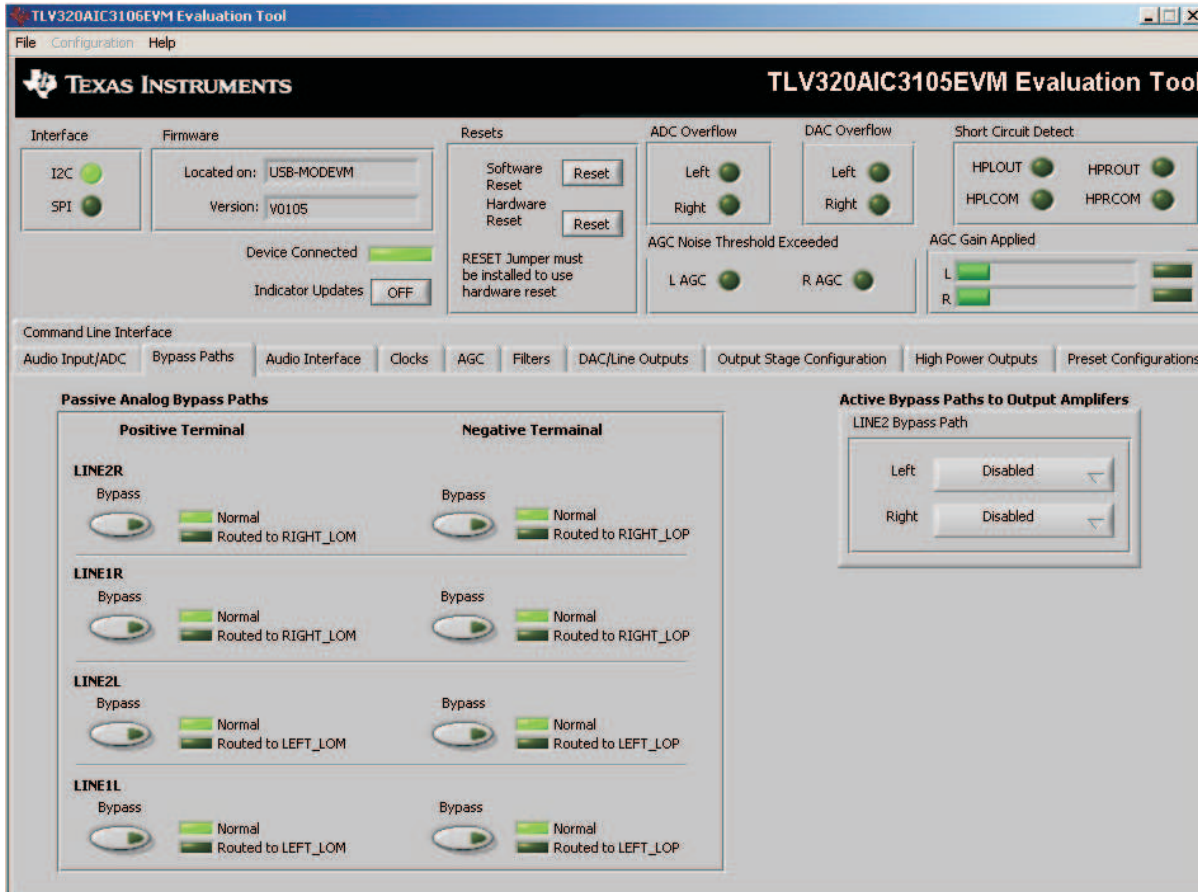 TLV320AIC3106EVM Evaluation Tool
File Configuration Help
TEXAS INSTRUMENTS
TLV320AIC3105EVM Evaluation Tool
Interface
I2C
SPI
Firmware
Located on: USB-MODEVM
Version: V0105
Device Connected
Indicator Updates OFF
Resets
Software Reset Reset
Hardware Reset Reset
RESET Jumper must
be installed to use
hardware reset
ADC Overflow
Left
Right
DAC Overflow
Left
Right
Short Circuit Detect
HPLOUT HPROUT
HPLCOM HPRCOM
AGC Noise Threshold Exceeded
L AGC R AGC
AGC Gain Applied
L
R
Command Line Interface
Audio Input/ADC Bypass Paths Audio Interface Clocks AGC Filters DAC/Line Outputs Output Stage Configuration High Power Outputs Preset Configurations
Passive Analog Bypass Paths
Positive Terminal Negative Termainal
LINE2R
Bypass Bypass
Normal Normal
Routed to RIGHT_LOM Routed to RIGHT_LOP
LINE1R
Bypass Bypass
Normal Normal
Routed to RIGHT_LOM Routed to RIGHT_LOP
LINE2L
Bypass Bypass
Normal Normal
Routed to LEFT_LOM Routed to LEFT_LOP
LINE1L
Bypass Bypass
Normal Normal
Routed to LEFT_LOM Routed to LEFT_LOP
Active Bypass Paths to Output Amplifers
LINE2 Bypass Path
Left Disabled
Right Disabled